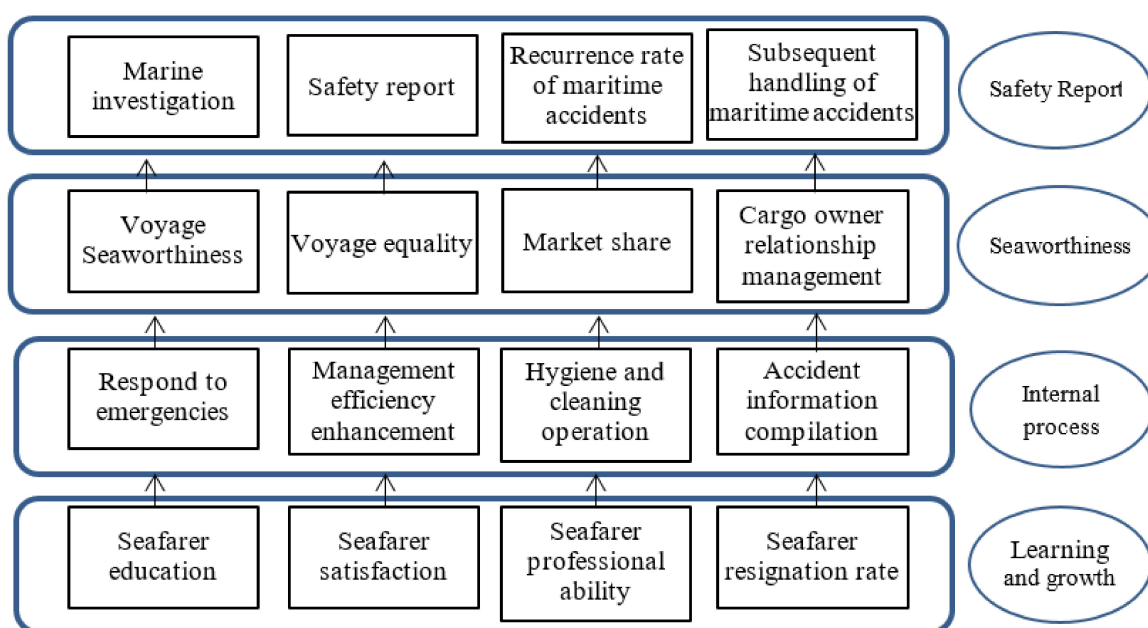 Marine
investigation
Safety report
Recurrence rate
of maritime
accidents
Subsequent
handling of
maritime accidents
Safety Report
Voyage
Seaworthiness
Voyage equality
Market share
Cargo owner
relationship
management
Seaworthiness
Respond to
emergencies
Management
efficiency
enhancement
Hygiene and
cleaning
operation
Accident
information
compilation
Internal
process
Seafarer
education
Seafarer
satisfaction
Seafarer
professional
ability
Seafarer
resignation rate
Learning
and growth